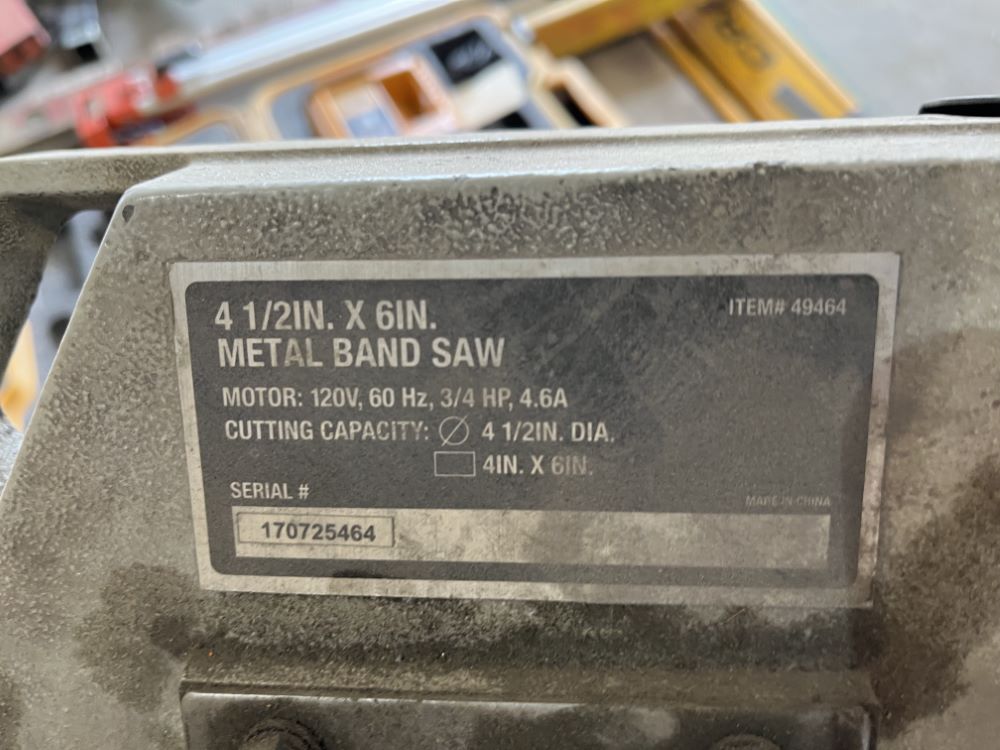 4 1/2IN. X 6IN.
ITEM# 49464
METAL BAND SAW
MOTOR: 120V, 60 Hz, 3/4 HP, 4.6A
CUTTING CAPACITY: ∅ 4 1/2IN. DIA.
▭ 4IN. X 6IN.
SERIAL #
MADE IN CHINA
170725464